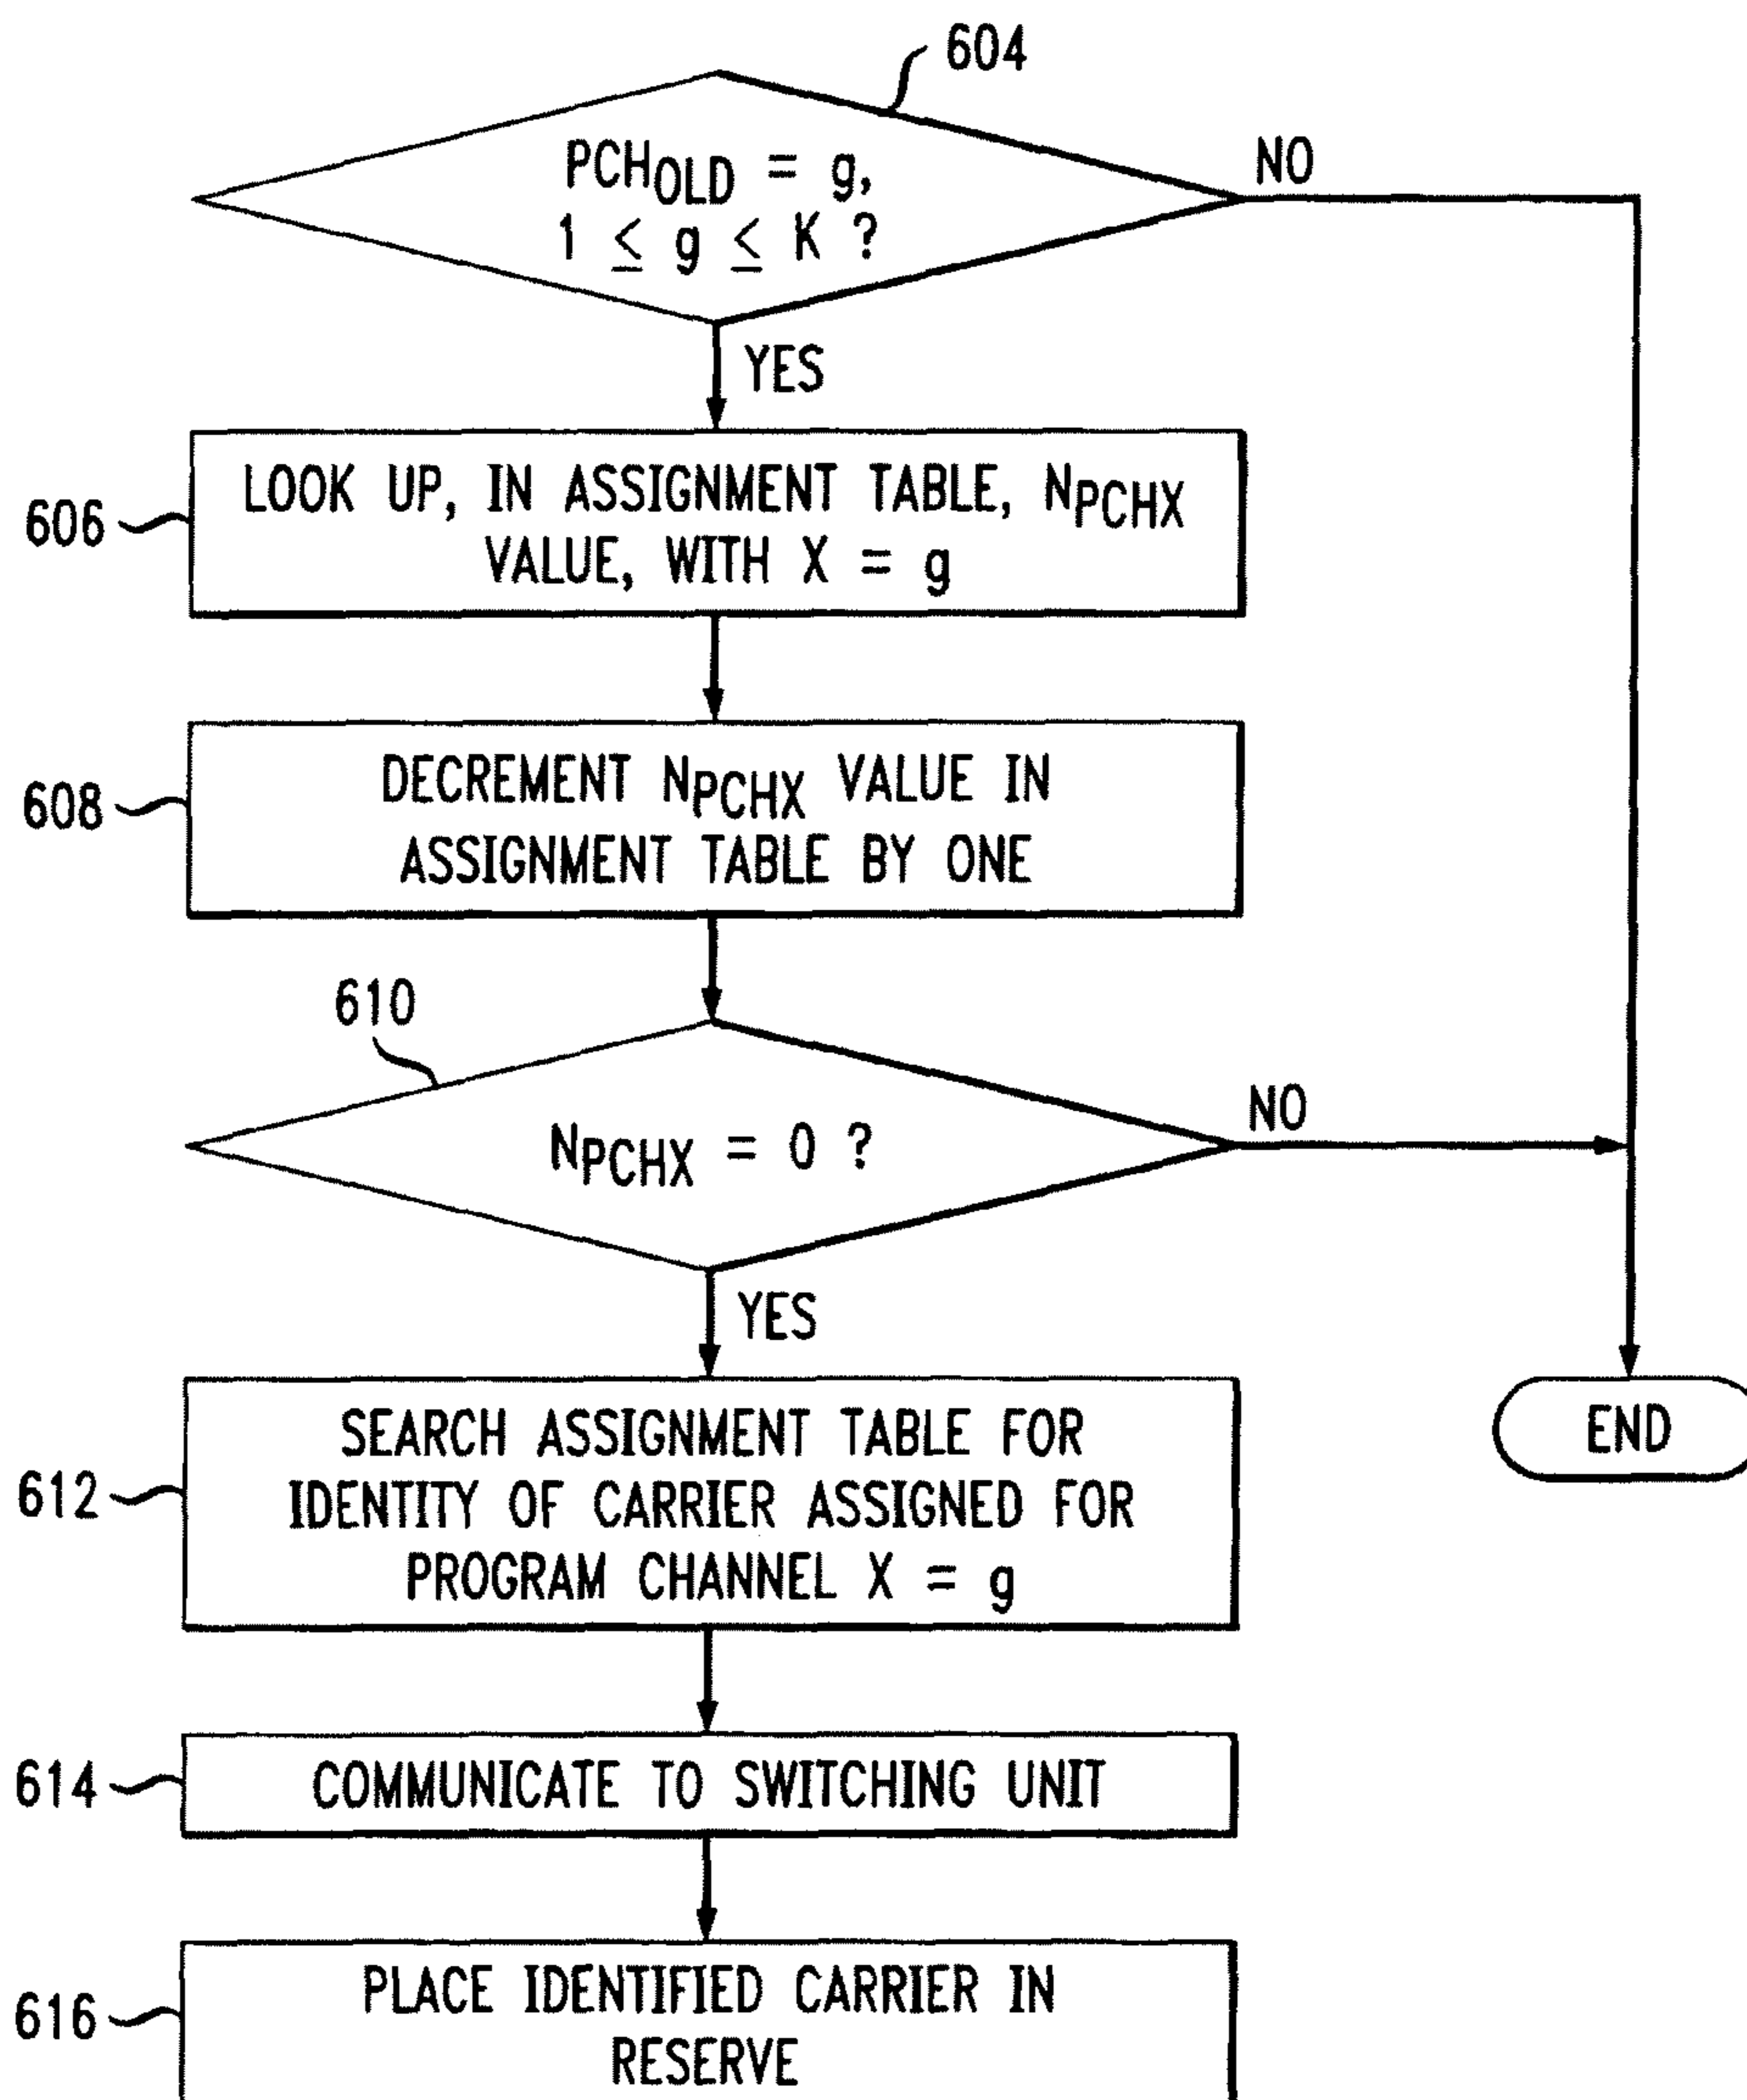 604
PCHOLD = g,
1 ≤ g ≤ K ?
NO
YES
606
LOOK UP, IN ASSIGNMENT TABLE, NPCHX
VALUE, WITH X = g
608
DECREMENT NPCHX VALUE IN
ASSIGNMENT TABLE BY ONE
610
NPCHX = 0 ?
NO
YES
612
SEARCH ASSIGNMENT TABLE FOR
IDENTITY OF CARRIER ASSIGNED FOR
PROGRAM CHANNEL X = g
END
614
COMMUNICATE TO SWITCHING UNIT
616
PLACE IDENTIFIED CARRIER IN
RESERVE